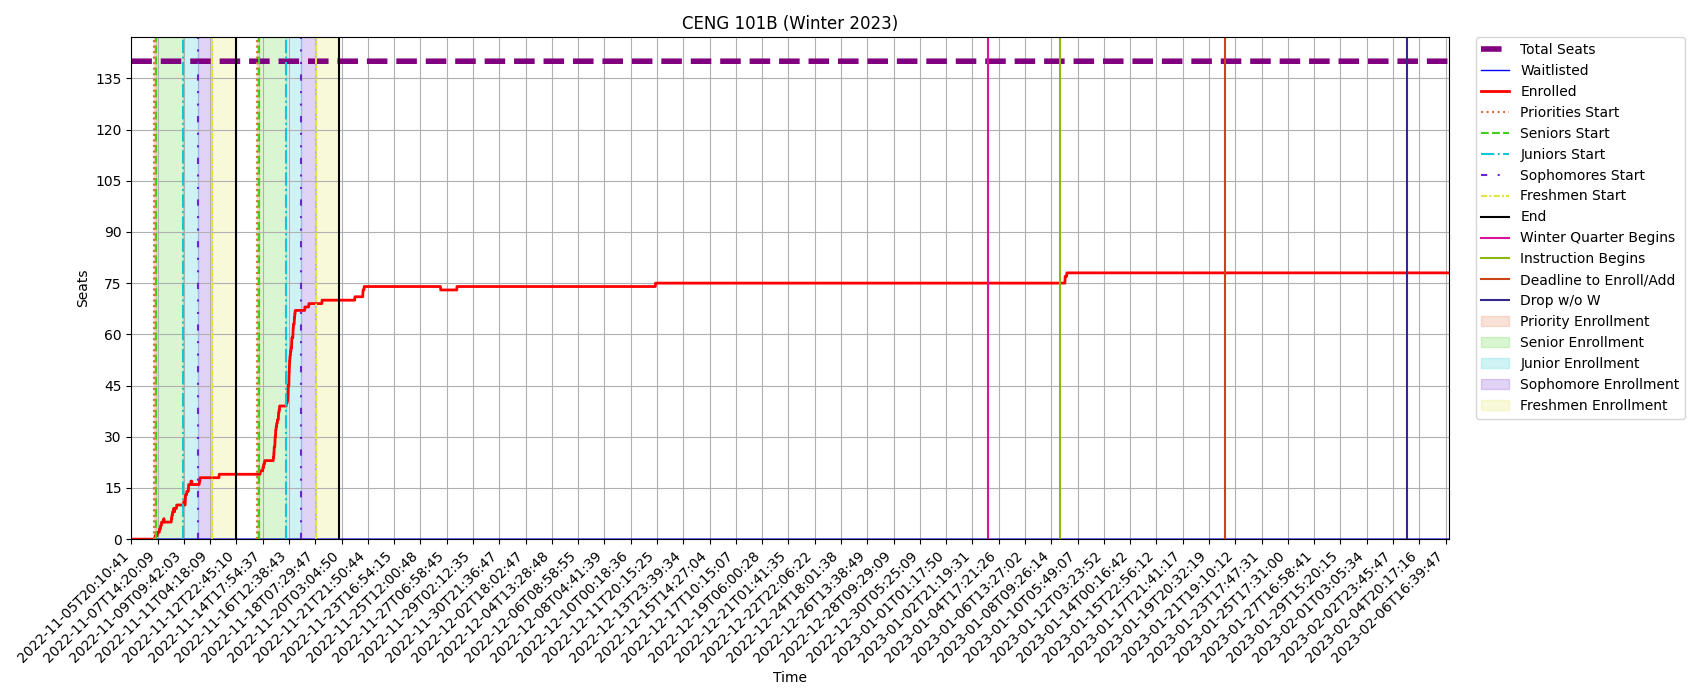 CENG 101B (Winter 2023)
Seats
135
120
105
90
75
60
45
30
15
0
2022-11-05T20:10:41
2022-11-07T14:20:09
2022-11-09T09:42:03
2022-11-11T04:18:09
2022-11-12T22:45:10
2022-11-14T17:54:37
2022-11-16T12:38:43
2022-11-18T07:29:47
2022-11-20T03:04:50
2022-11-21T21:50:44
2022-11-23T16:54:15
2022-11-25T12:00:48
2022-11-27T06:58:45
2022-11-29T02:12:35
2022-11-30T21:36:47
2022-12-02T18:02:47
2022-12-04T13:28:48
2022-12-06T08:58:55
2022-12-08T04:41:39
2022-12-10T00:18:36
2022-12-11T20:15:25
2022-12-13T23:39:34
2022-12-15T14:27:04
2022-12-17T10:15:07
2022-12-19T06:00:28
2022-12-21T01:41:35
2022-12-22T22:06:22
2022-12-24T18:01:38
2022-12-26T13:38:49
2022-12-28T09:29:09
2022-12-30T05:25:09
2023-01-01T01:17:50
2023-01-02T21:19:31
2023-01-04T17:21:26
2023-01-06T13:27:02
2023-01-08T09:26:14
2023-01-10T05:49:07
2023-01-12T03:23:52
2023-01-14T00:16:42
2023-01-15T22:56:12
2023-01-17T21:41:17
2023-01-19T20:32:19
2023-01-21T19:10:12
2023-01-23T17:47:31
2023-01-25T17:31:00
2023-01-27T16:58:41
2023-01-29T15:20:15
2023-02-01T03:05:34
2023-02-02T23:45:47
2023-02-04T20:17:16
2023-02-06T16:39:47
Time
Total Seats
Waitlisted
Enrolled
Priorities Start
Seniors Start
Juniors Start
Sophomores Start
Freshmen Start
End
Winter Quarter Begins
Instruction Begins
Deadline to Enroll/Add
Drop w/o W
Priority Enrollment
Senior Enrollment
Junior Enrollment
Sophomore Enrollment
Freshmen Enrollment